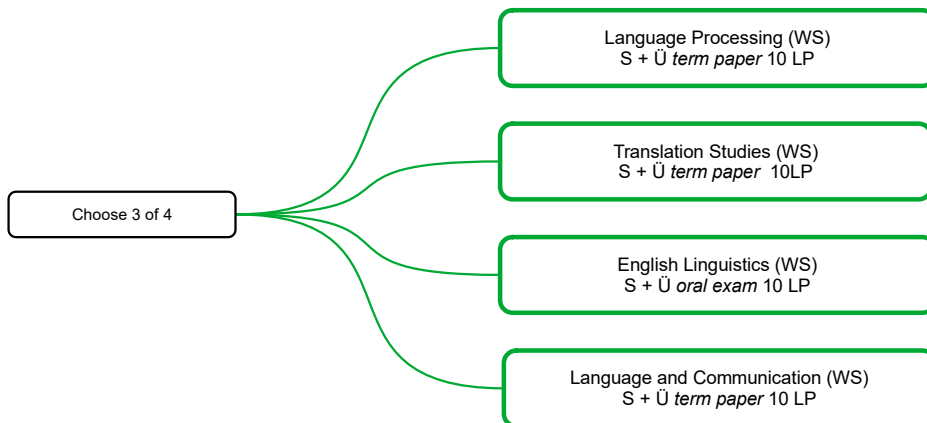 Language Processing (WS)
S + Ü term paper 10 LP
Translation Studies (WS)
S + Ü term paper 10LP
Choose 3 of 4
English Linguistics (WS)
S + Ü oral exam 10 LP
Language and Communication (WS)
S + Ü term paper 10 LP